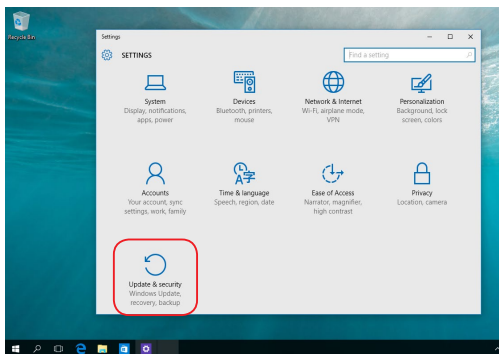 Recycle Bin
Settings
SETTINGS
Find a setting
System
Display, notifications,
apps, power
Devices
Bluetooth, printers,
mouse
Network & Internet
Wi-Fi, airplane mode,
VPN
Personalization
Background, lock
screen, colors
Accounts
Your account, sync
settings, work, family
Time & language
Speech, region, date
Ease of Access
Narrator, magnifier,
high contrast
Privacy
Location, camera
Update & security
Windows Update,
recovery, backup